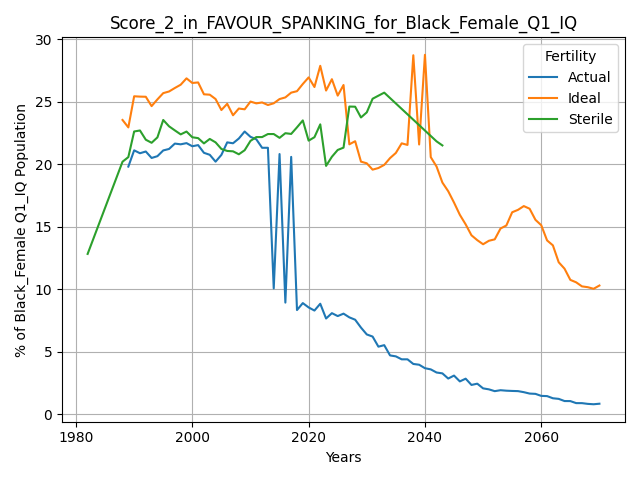 Score_2_in_FAVOUR_SPANKING_for_Black_Female_Q1_IQ
% of Black_Female Q1_IQ Population
30
25
20
15
10
5
0
Fertility
Actual
Ideal
Sterile
1980 2000 2020 2040 2060
Years